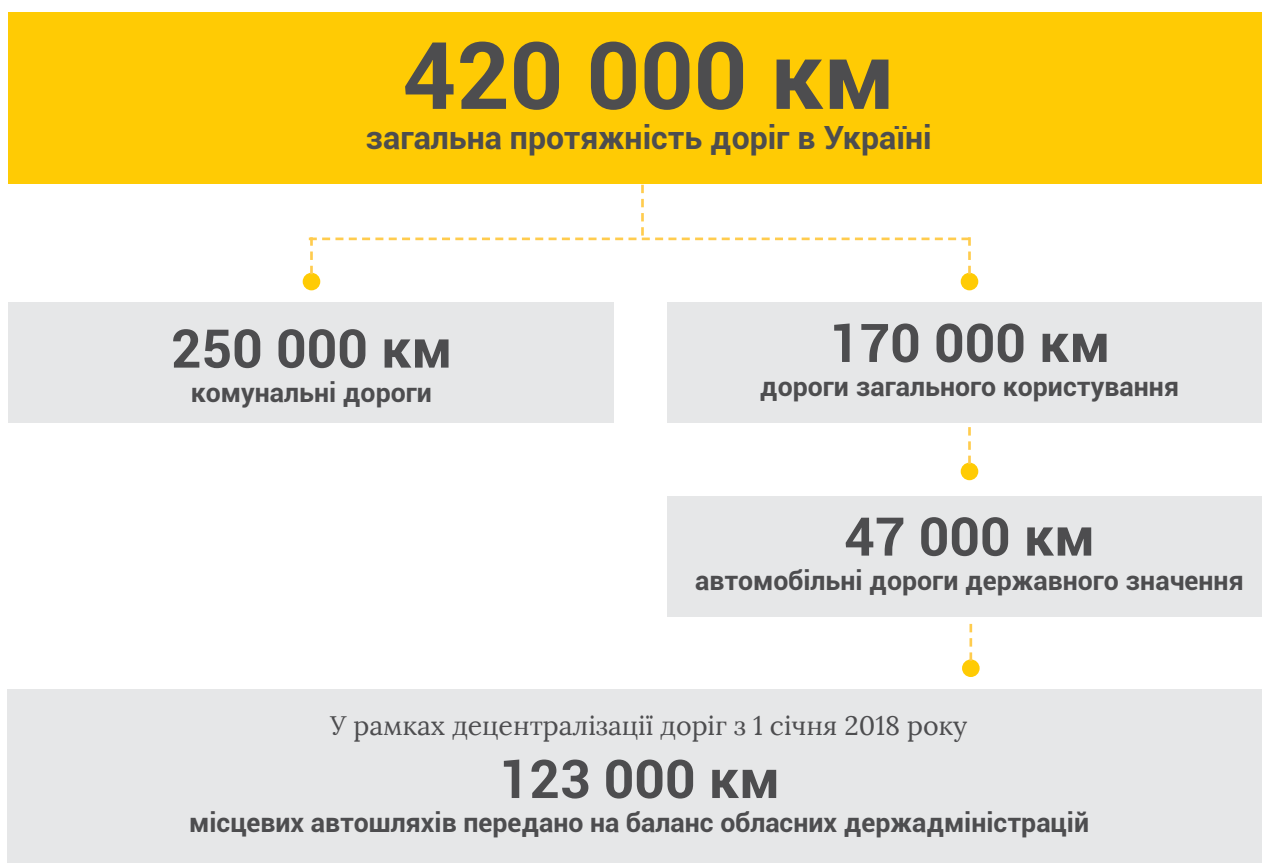 420 000 км
загальна протяжність доріг в Україні
250 000 км
комунальні дороги
170 000 км
дороги загального користування
47 000 км
автомобільні дороги державного значення
У рамках децентралізації доріг з 1 січня 2018 року
123 000 км
місцевих автошляхів передано на баланс обласних держадміністрацій